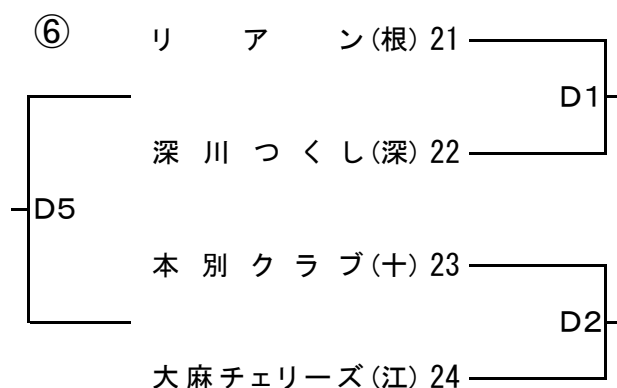 ⑥ リアン(根) 21
D1
深川つくし(深) 22
D5
本別クラブ(十) 23
D2
大麻チェリーズ(江) 24